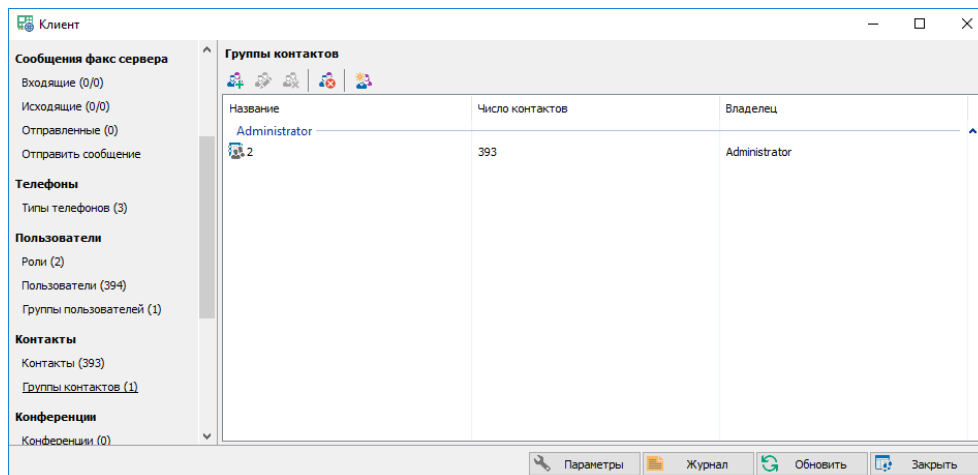 Клиент
Сообщения факс сервера
Входящие (0/0)
Исходящие (0/0)
Отправленные (0)
Отправить сообщение
Телефоны
Типы телефонов (3)
Пользователи
Роли (2)
Пользователи (394)
Группы пользователей (1)
Контакты
Контакты (393)
Группы контактов (1)
Конференции
Конференции (0)
Группы контактов
Название Число контактов Владелец
Administrator
2 393 Administrator
Параметры Журнал Обновить Закрыть